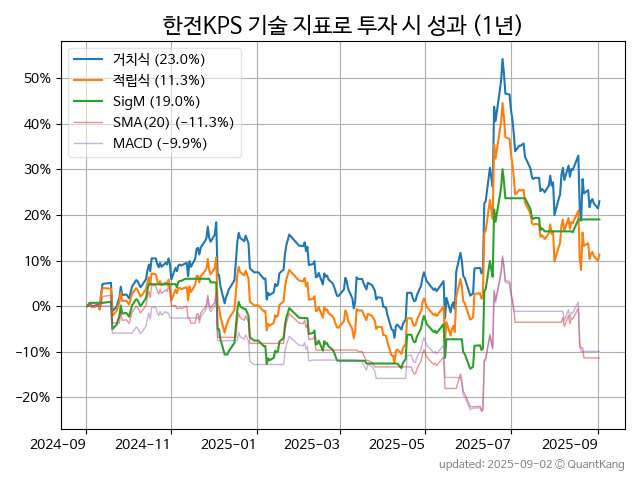 한전KPS 기술 지표로 투자 시 성과 (1년)
거치식 (23.0%)
적립식 (11.3%)
SigM (19.0%)
SMA(20) (−11.3%)
MACD (−9.9%)
50%
40%
30%
20%
10%
0%
−10%
−20%
2024-09 2024-11 2025-01 2025-03 2025-05 2025-07 2025-09
updated: 2025-09-02 © QuantKang